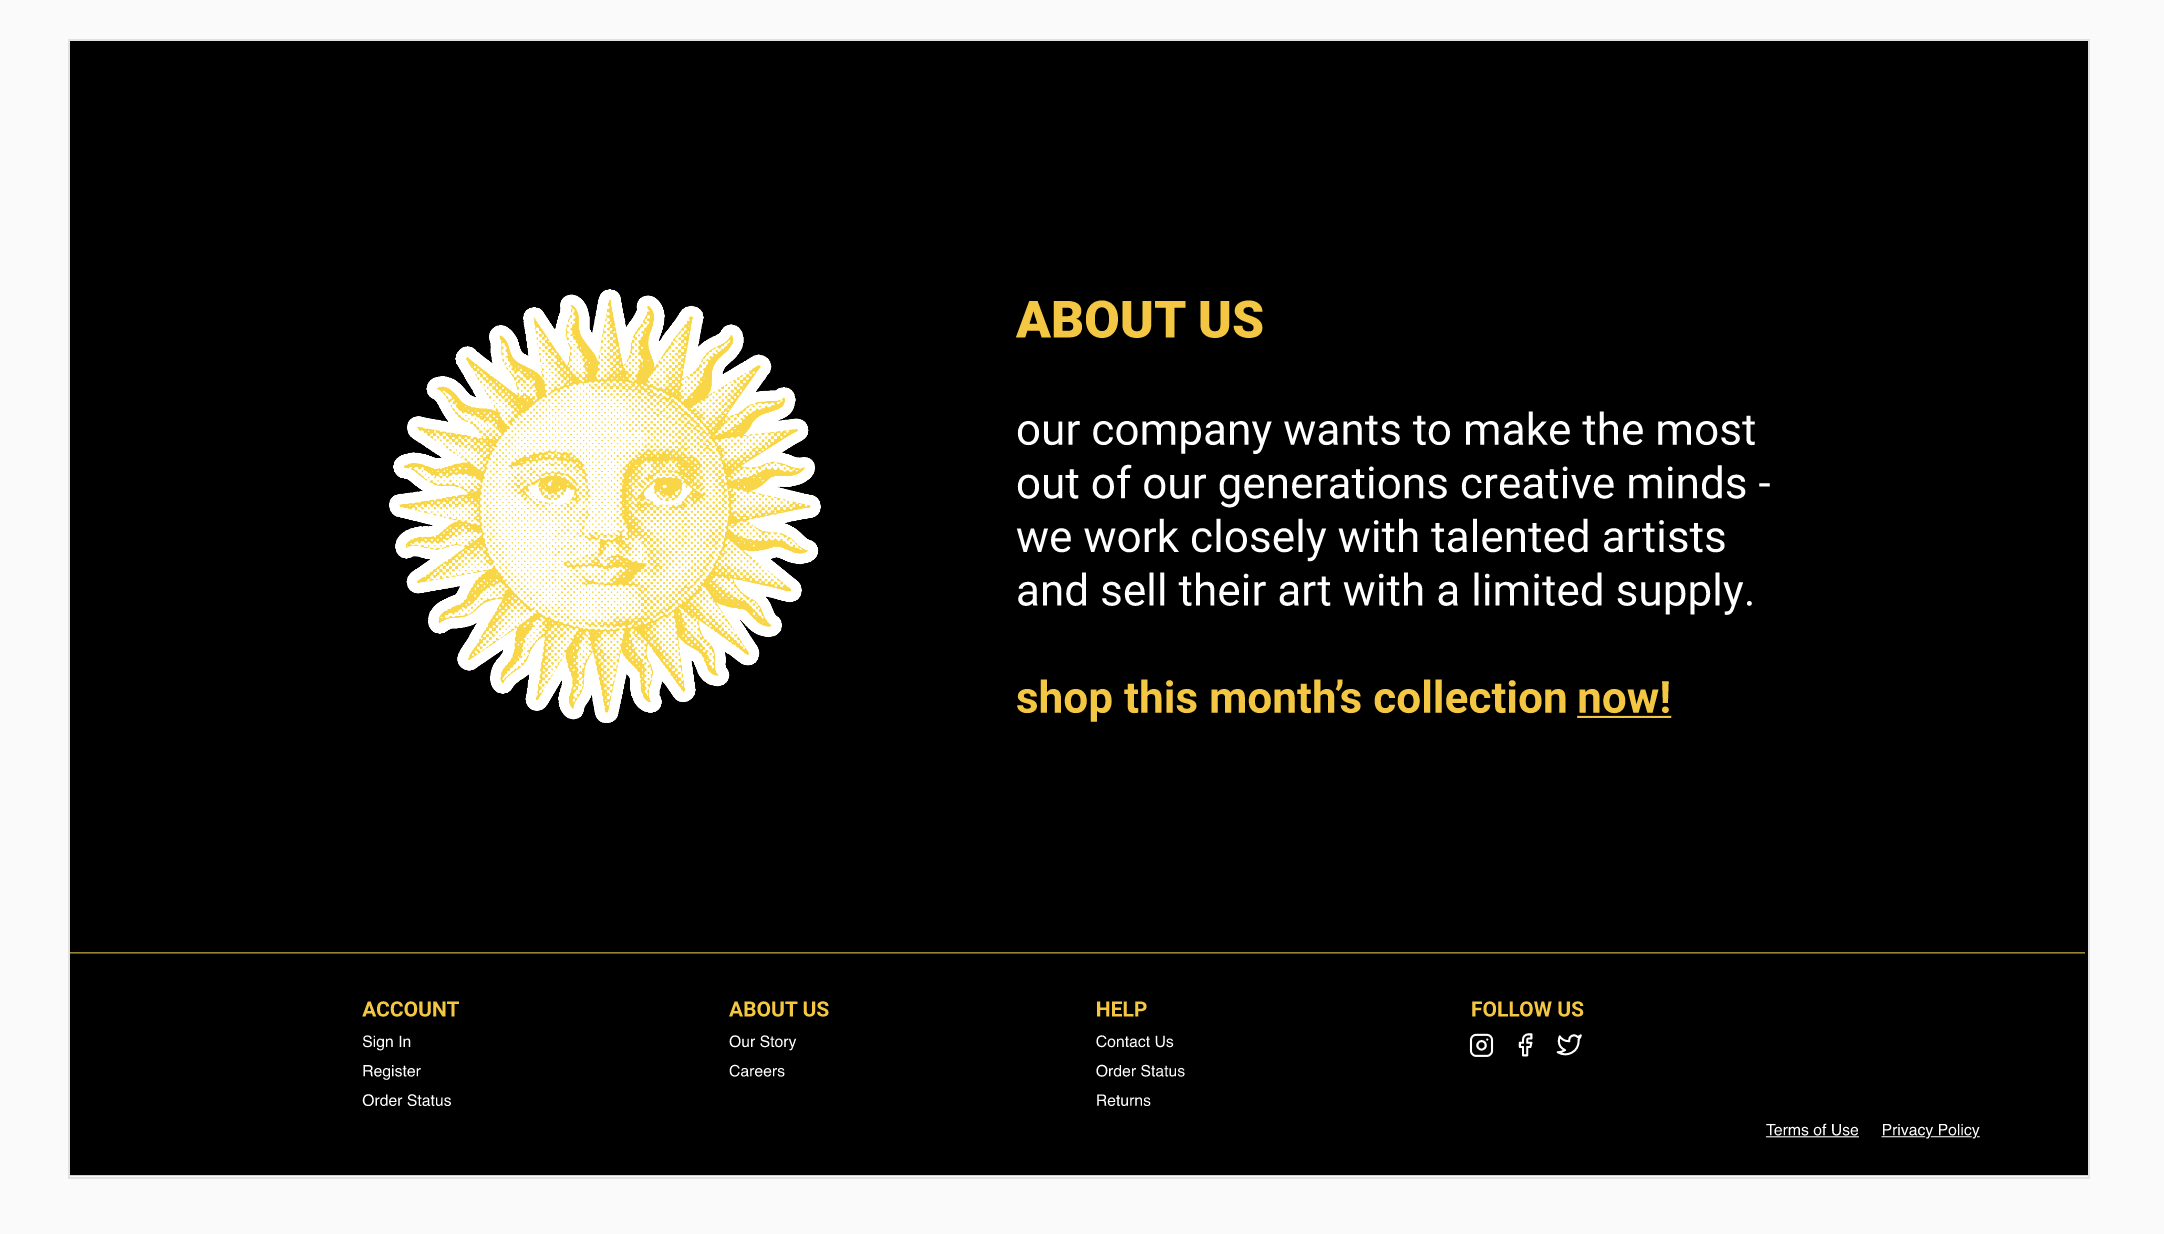 ABOUT US
our company wants to make the most
out of our generations creative minds -
we work closely with talented artists
and sell their art with a limited supply.
shop this month’s collection now!
ACCOUNT
Sign In
Register
Order Status
ABOUT US
Our Story
Careers
HELP
Contact Us
Order Status
Returns
FOLLOW US
Terms of Use Privacy Policy